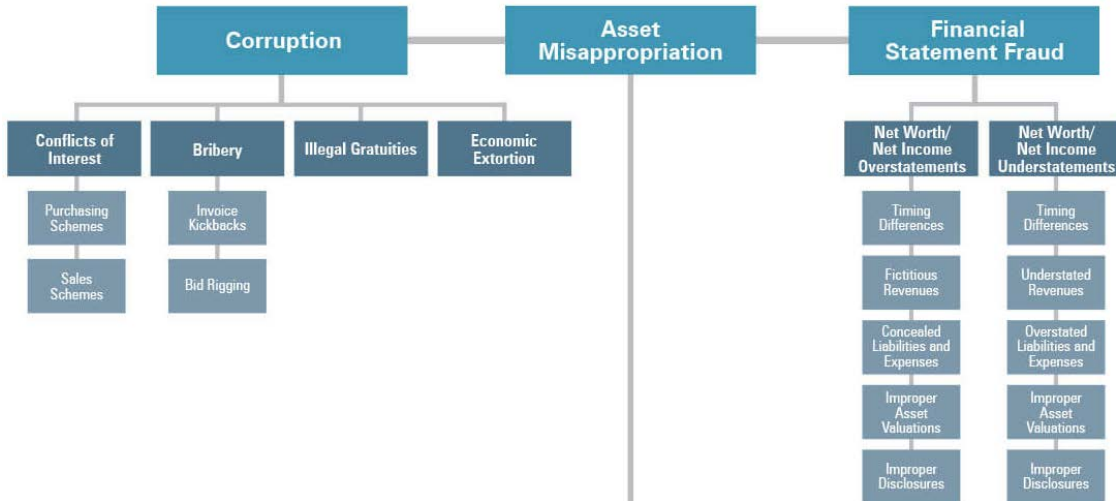 Corruption
Asset
Misappropriation
Financial
Statement Fraud
Conflicts of
Interest
Bribery
Illegal Gratuities
Economic
Extortion
Net Worth/
Net Income
Overstatements
Net Worth/
Net Income
Understatements
Purchasing
Schemes
Invoice
Kickbacks
Timing
Differences
Timing
Differences
Sales
Schemes
Bid Rigging
Fictitious
Revenues
Understated
Revenues
Concealed
Liabilities and
Expenses
Overstated
Liabilities and
Expenses
Improper
Asset
Valuations
Improper
Asset
Valuations
Improper
Disclosures
Improper
Disclosures